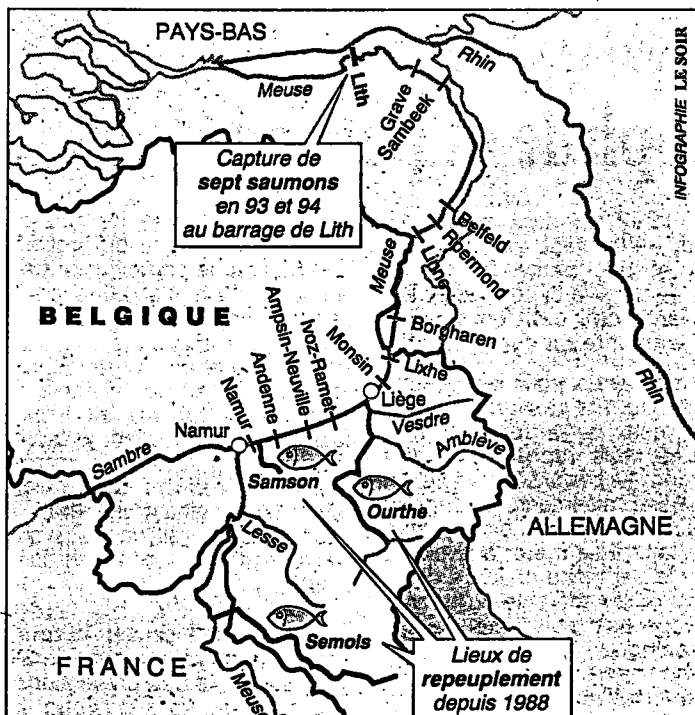 PAYS-BAS
INFOGRAPHIE LE SOIR
Rhin
Meuse
Lith
Grave
Sambeek
Capture de
sept saumons
en 93 et 94
au barrage de Lith
Belfeld
Roermond
Linne
Meuse
BELGIQUE
Borgharen
Monsin
Lixhe
Ivoz-Ramet
Ampsin-Neuville
Andenne
Namur
Liège
Rhin
Vesdre
Namur
Amblève
Sambre
Samson
Ourthe
ALLEMAGNE
Lesse
Semois
Lieux de
repeuplement
depuis 1988
FRANCE
Meuse